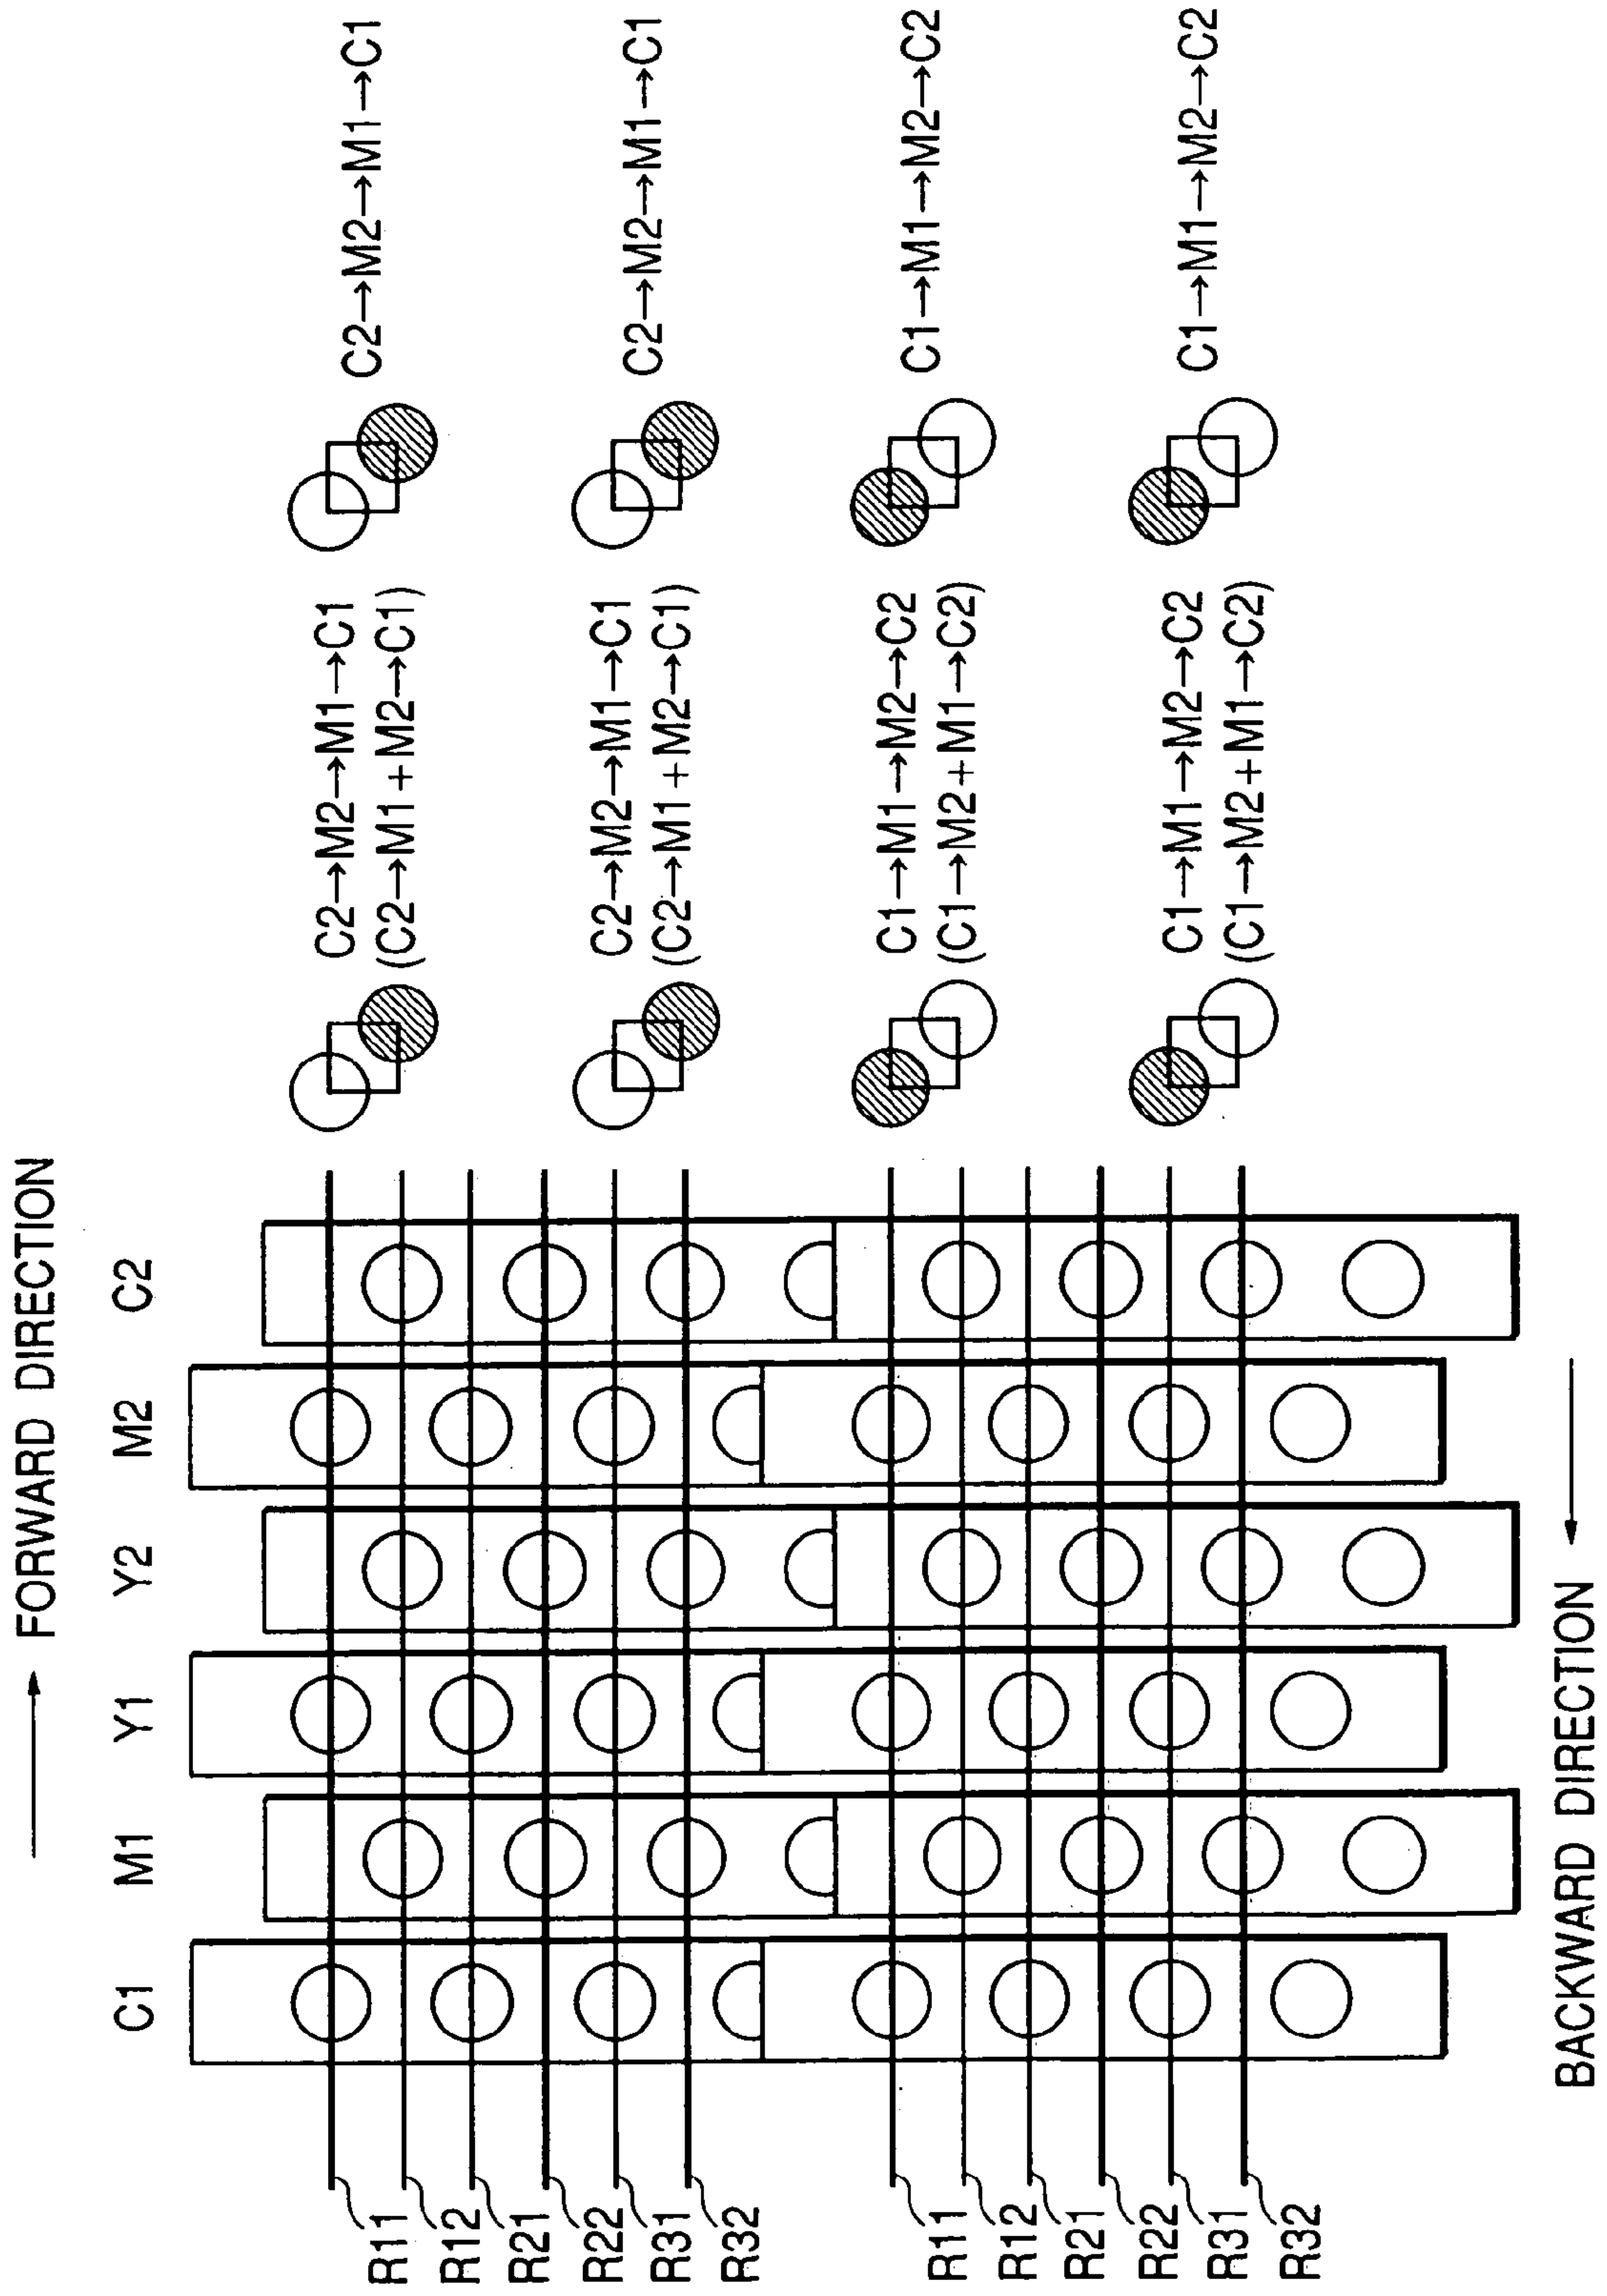 FORWARD DIRECTION
C1
M1
Y1
Y2
M2
C2
R11
R12
R21
R22
R31
R32
R11
R12
R21
R22
R31
R32
C2→M2→M1→C1
(C2→M1+M2→C1)
C2→M2→M1→C1
C2→M2→M1→C1
(C2→M1+M2→C1)
C2→M2→M1→C1
C1→M1→M2→C2
(C1→M2+M1→C2)
C1→M1→M2→C2
C1→M1→M2→C2
(C1→M2+M1→C2)
C1→M1→M2→C2
BACKWARD DIRECTION